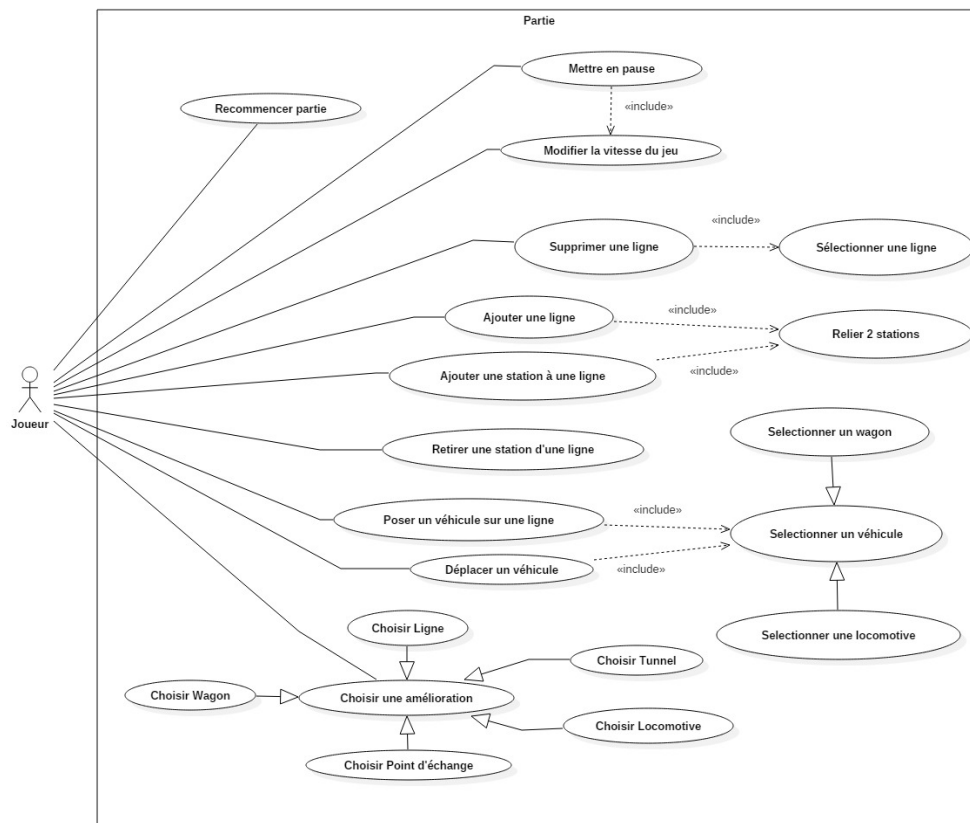 Partie
Mettre en pause
«include»
Recommencer partie
Modifier la vitesse du jeu
«include»
Supprimer une ligne
Sélectionner une ligne
Ajouter une ligne
«include»
Relier 2 stations
Ajouter une station à une ligne
«include»
Joueur
Selectionner un wagon
Retirer une station d'une ligne
«include»
Poser un véhicule sur une ligne
Selectionner un véhicule
Déplacer un véhicule
«include»
Choisir Ligne
Selectionner une locomotive
Choisir Tunnel
Choisir Wagon
Choisir une amélioration
Choisir Locomotive
Choisir Point d'échange